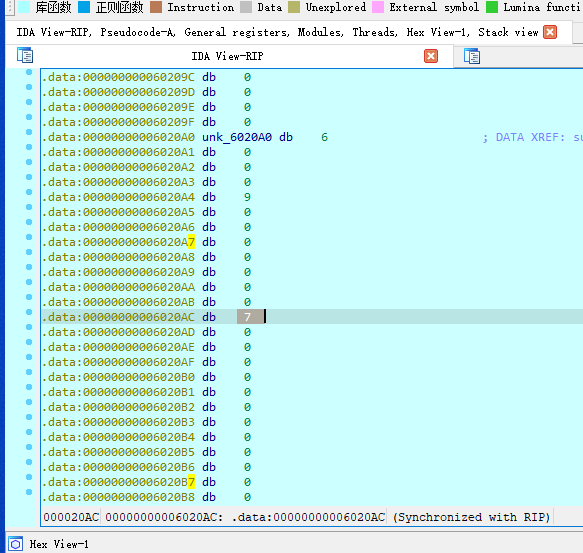 库函数 正则函数 Instruction Data Unexplored External symbol Lumina functi
IDA View-RIP, Pseudocode-A, General registers, Modules, Threads, Hex View-1, Stack view
IDA View-RIP
.data:000000000060209C db 0
.data:000000000060209D db 0
.data:000000000060209E db 0
.data:000000000060209F db 0
.data:00000000006020A0 unk_6020A0 db 6 ; DATA XREF: su
.data:00000000006020A1 db 0
.data:00000000006020A2 db 0
.data:00000000006020A3 db 0
.data:00000000006020A4 db 9
.data:00000000006020A5 db 0
.data:00000000006020A6 db 0
.data:00000000006020A7 db 0
.data:00000000006020A8 db 0
.data:00000000006020A9 db 0
.data:00000000006020AA db 0
.data:00000000006020AB db 0
.data:00000000006020AC db 7
.data:00000000006020AD db 0
.data:00000000006020AE db 0
.data:00000000006020AF db 0
.data:00000000006020B0 db 0
.data:00000000006020B1 db 0
.data:00000000006020B2 db 0
.data:00000000006020B3 db 0
.data:00000000006020B4 db 0
.data:00000000006020B5 db 0
.data:00000000006020B6 db 0
.data:00000000006020B7 db 0
.data:00000000006020B8 db 0
000020AC 00000000006020AC: .data:00000000006020AC (Synchronized with RIP)
Hex View-1